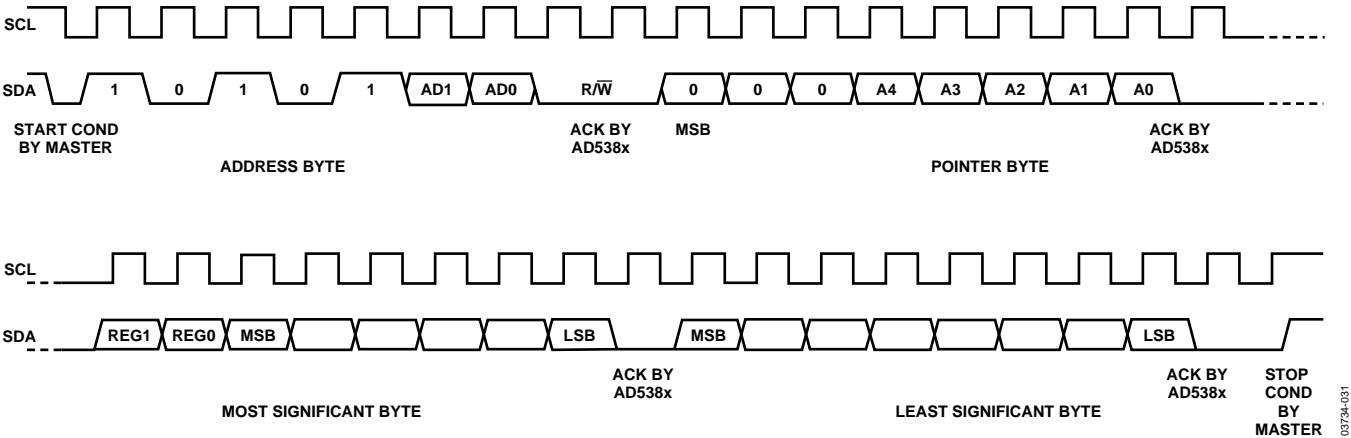 SCL
SDA 1 0 1 0 1 AD1 AD0 R/W̅ 0 0 0 A4 A3 A2 A1 A0
START COND
BY MASTER
ACK BY
AD538x
MSB
ACK BY
AD538x
ADDRESS BYTE
POINTER BYTE
SCL
SDA REG1 REG0 MSB LSB MSB LSB
ACK BY
AD538x
ACK BY
AD538x
STOP
COND
BY
MASTER
MOST SIGNIFICANT BYTE
LEAST SIGNIFICANT BYTE
03734-031